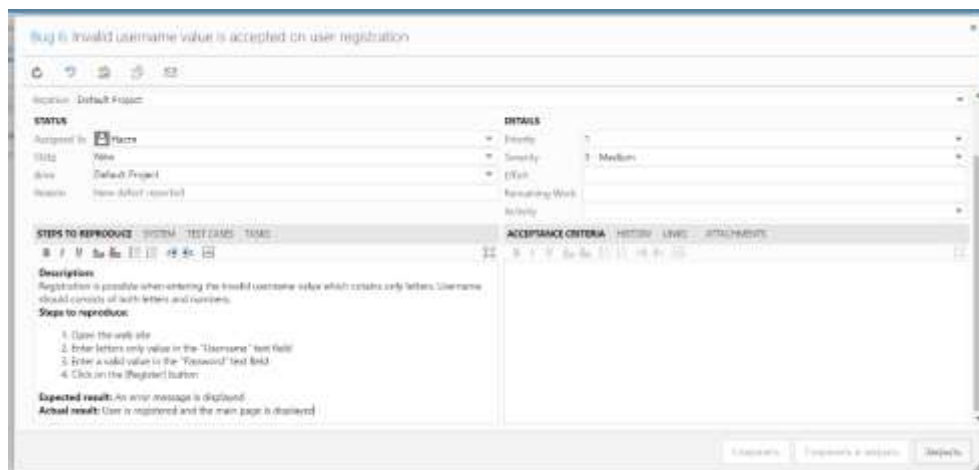 Bug 6: Invalid username value is accepted on user registration
Iteration Default Project
STATUS
DETAILS
Assigned To
Priority 1
State New
Severity 3 - Medium
Area Default Project
Effort
Reason New defect reported
Remaining Work
Activity
STEPS TO REPRODUCE SYSTEM TEST CASES TASKS
ACCEPTANCE CRITERIA HISTORY LINKS ATTACHMENTS
Description:
Registration is possible when entering the invalid username value which contains only letters. Username
should consists of both letters and numbers.
Steps to reproduce:
1. Open the web site
2. Enter letters only value in the "Username" text field
3. Enter a valid value in the "Password" text field
4. Click on the [Register] button
Expected result: An error message is displayed
Actual result: User is registered and the main page is displayed
Сохранить Сохранить и закрыть Закрыть